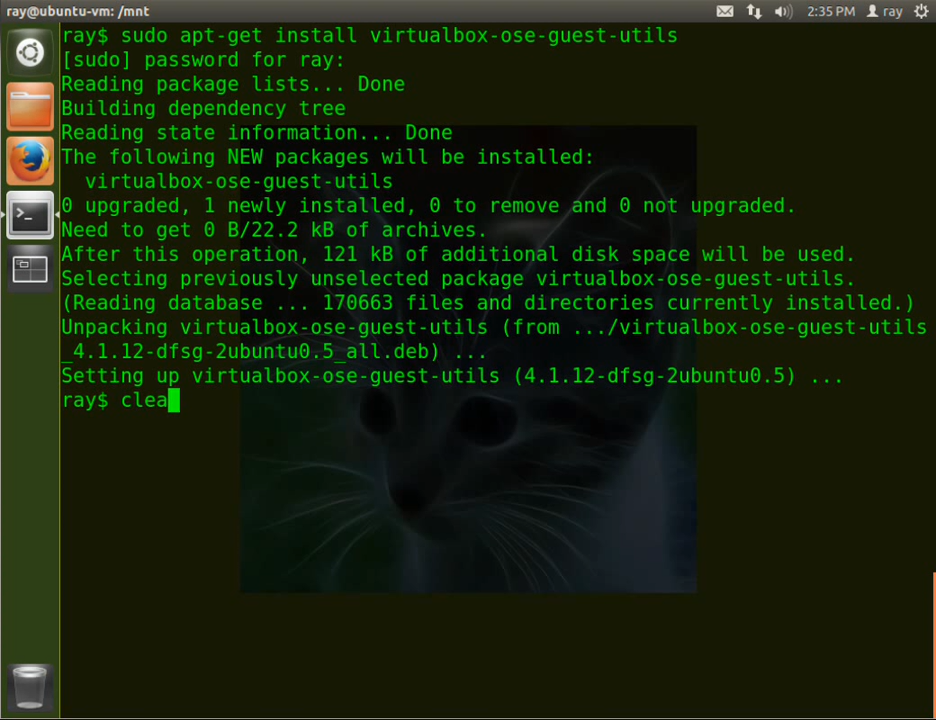 ray@ubuntu-vm: /mnt
2:35 PM
ray
ray$ sudo apt-get install virtualbox-ose-guest-utils
[sudo] password for ray:
Reading package lists... Done
Building dependency tree
Reading state information... Done
The following NEW packages will be installed:
  virtualbox-ose-guest-utils
0 upgraded, 1 newly installed, 0 to remove and 0 not upgraded.
Need to get 0 B/22.2 kB of archives.
After this operation, 121 kB of additional disk space will be used.
Selecting previously unselected package virtualbox-ose-guest-utils.
(Reading database ... 170663 files and directories currently installed.)
Unpacking virtualbox-ose-guest-utils (from .../virtualbox-ose-guest-utils
_4.1.12-dfsg-2ubuntu0.5_all.deb) ...
Setting up virtualbox-ose-guest-utils (4.1.12-dfsg-2ubuntu0.5) ...
ray$ clea